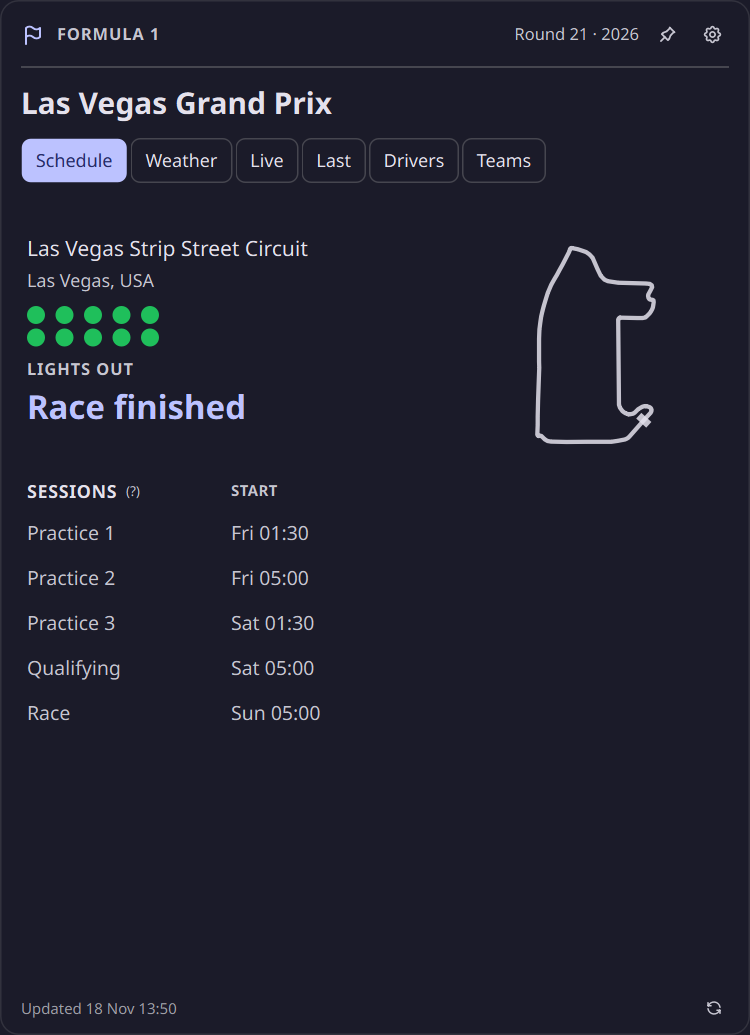 FORMULA 1
Round 21 · 2026
Las Vegas Grand Prix
Schedule Weather Live Last Drivers Teams
Las Vegas Strip Street Circuit
Las Vegas, USA
LIGHTS OUT
Race finished
SESSIONS (?) START
Practice 1 Fri 01:30
Practice 2 Fri 05:00
Practice 3 Sat 01:30
Qualifying Sat 05:00
Race Sun 05:00
Updated 18 Nov 13:50